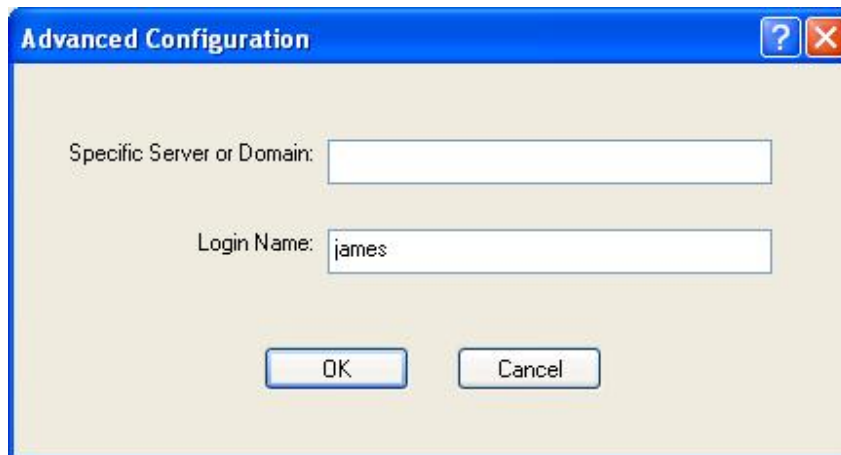 Advanced Configuration
?
Specific Server or Domain:
Login Name: james
OK Cancel